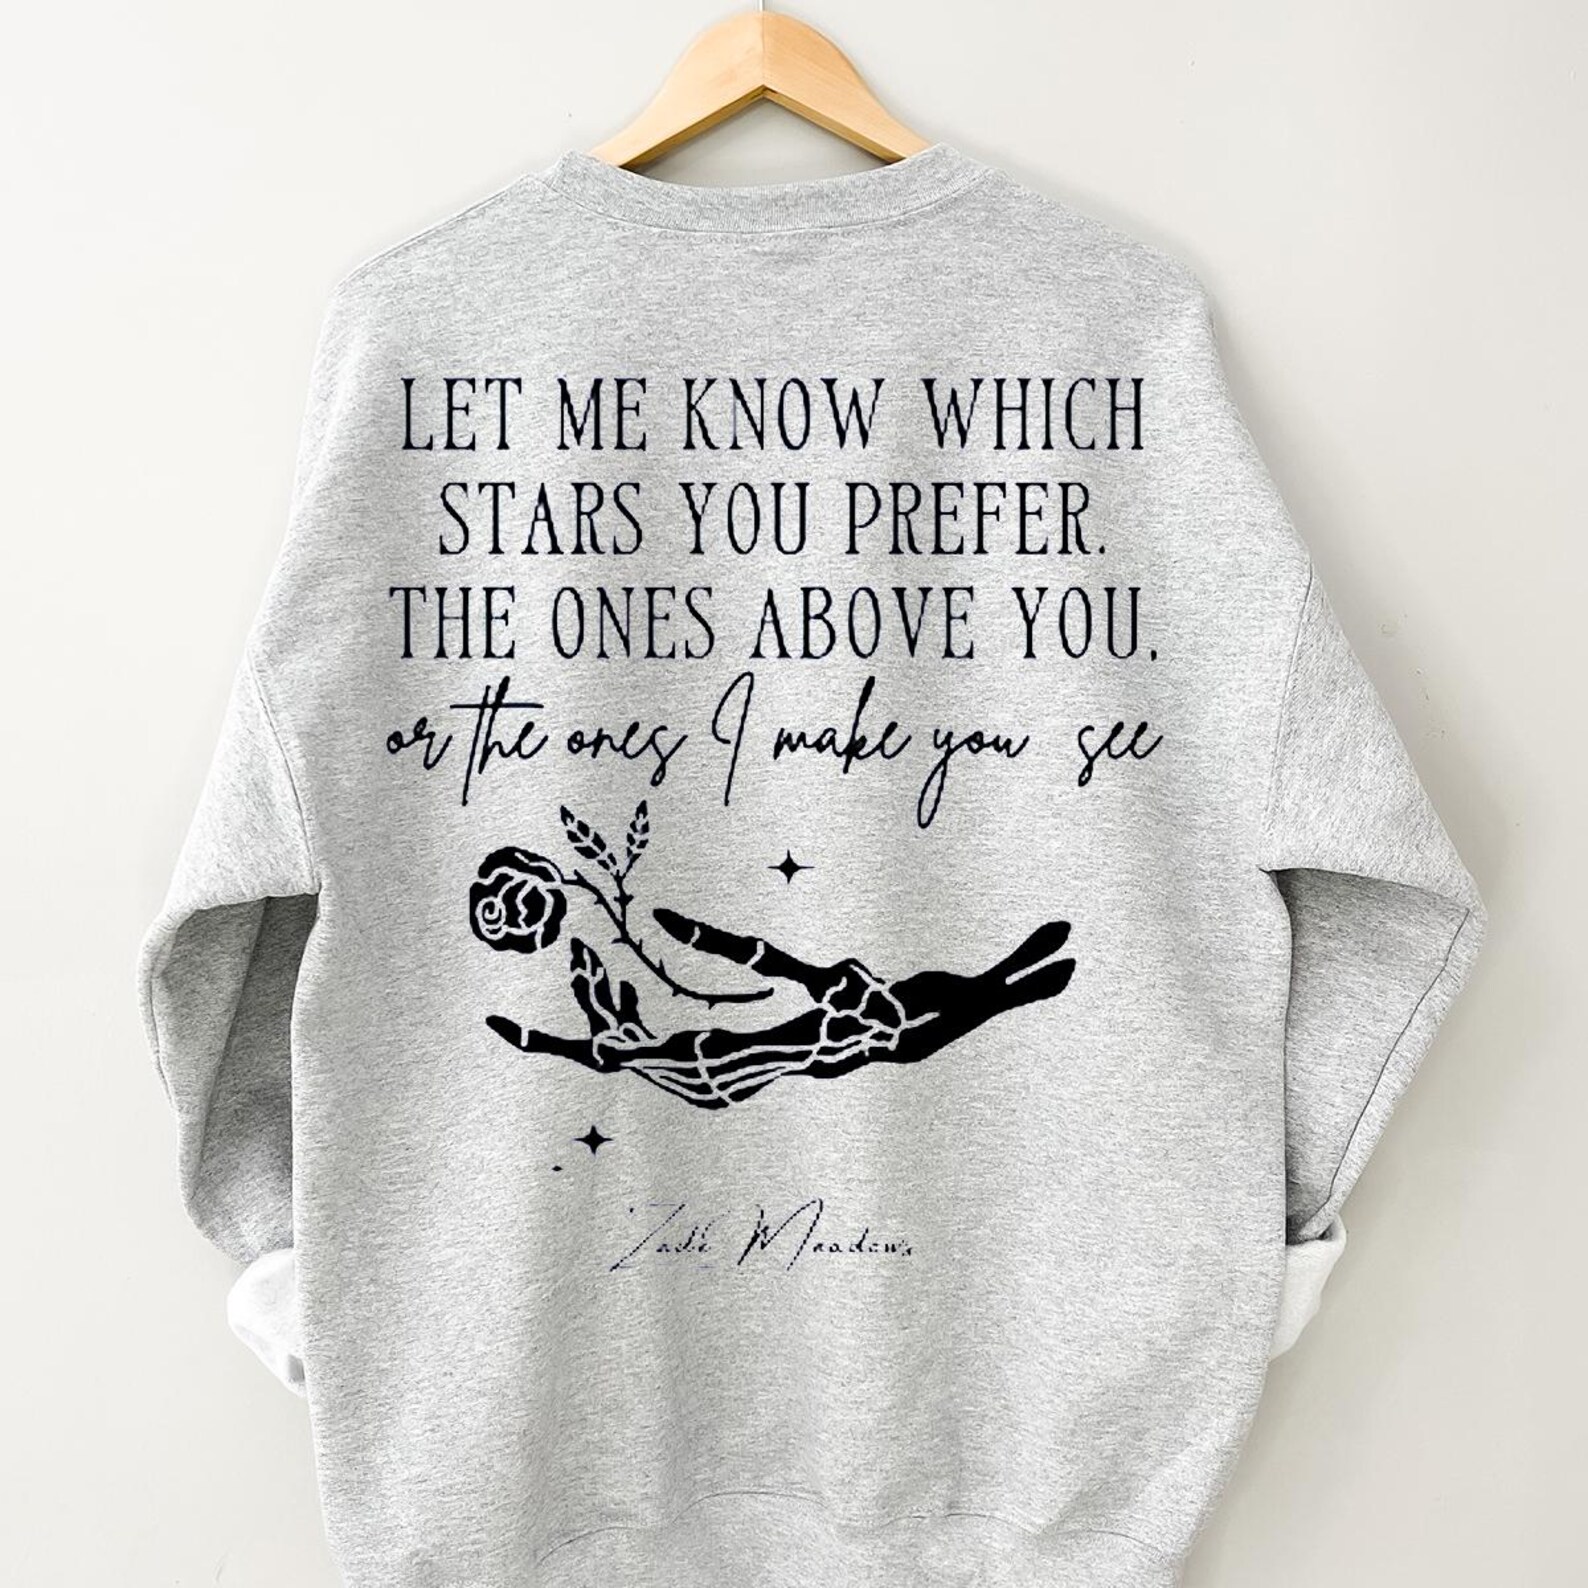 LET ME KNOW WHICH
STARS YOU PREFER.
THE ONES ABOVE YOU,
or the ones I make you see
Zade Meadows